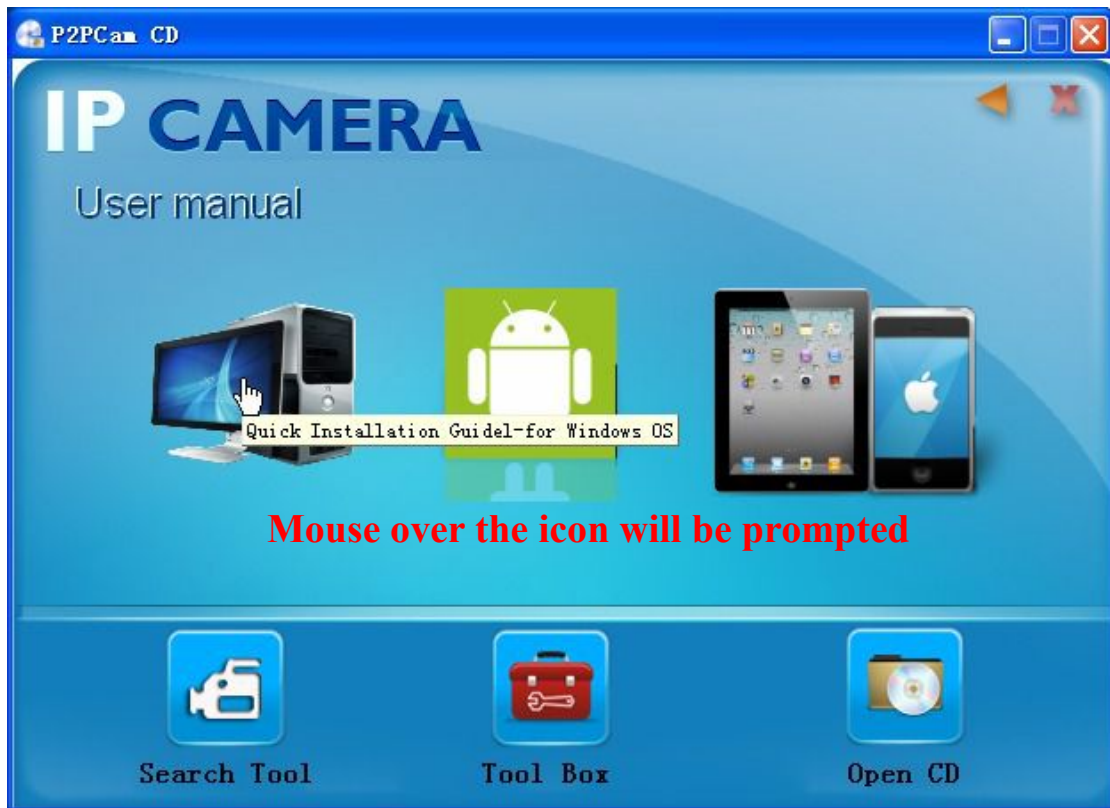 P2PCam CD
IP CAMERA
User manual
Quick Installation Guidel-for Windows OS
Mouse over the icon will be prompted
Search Tool
Tool Box
Open CD